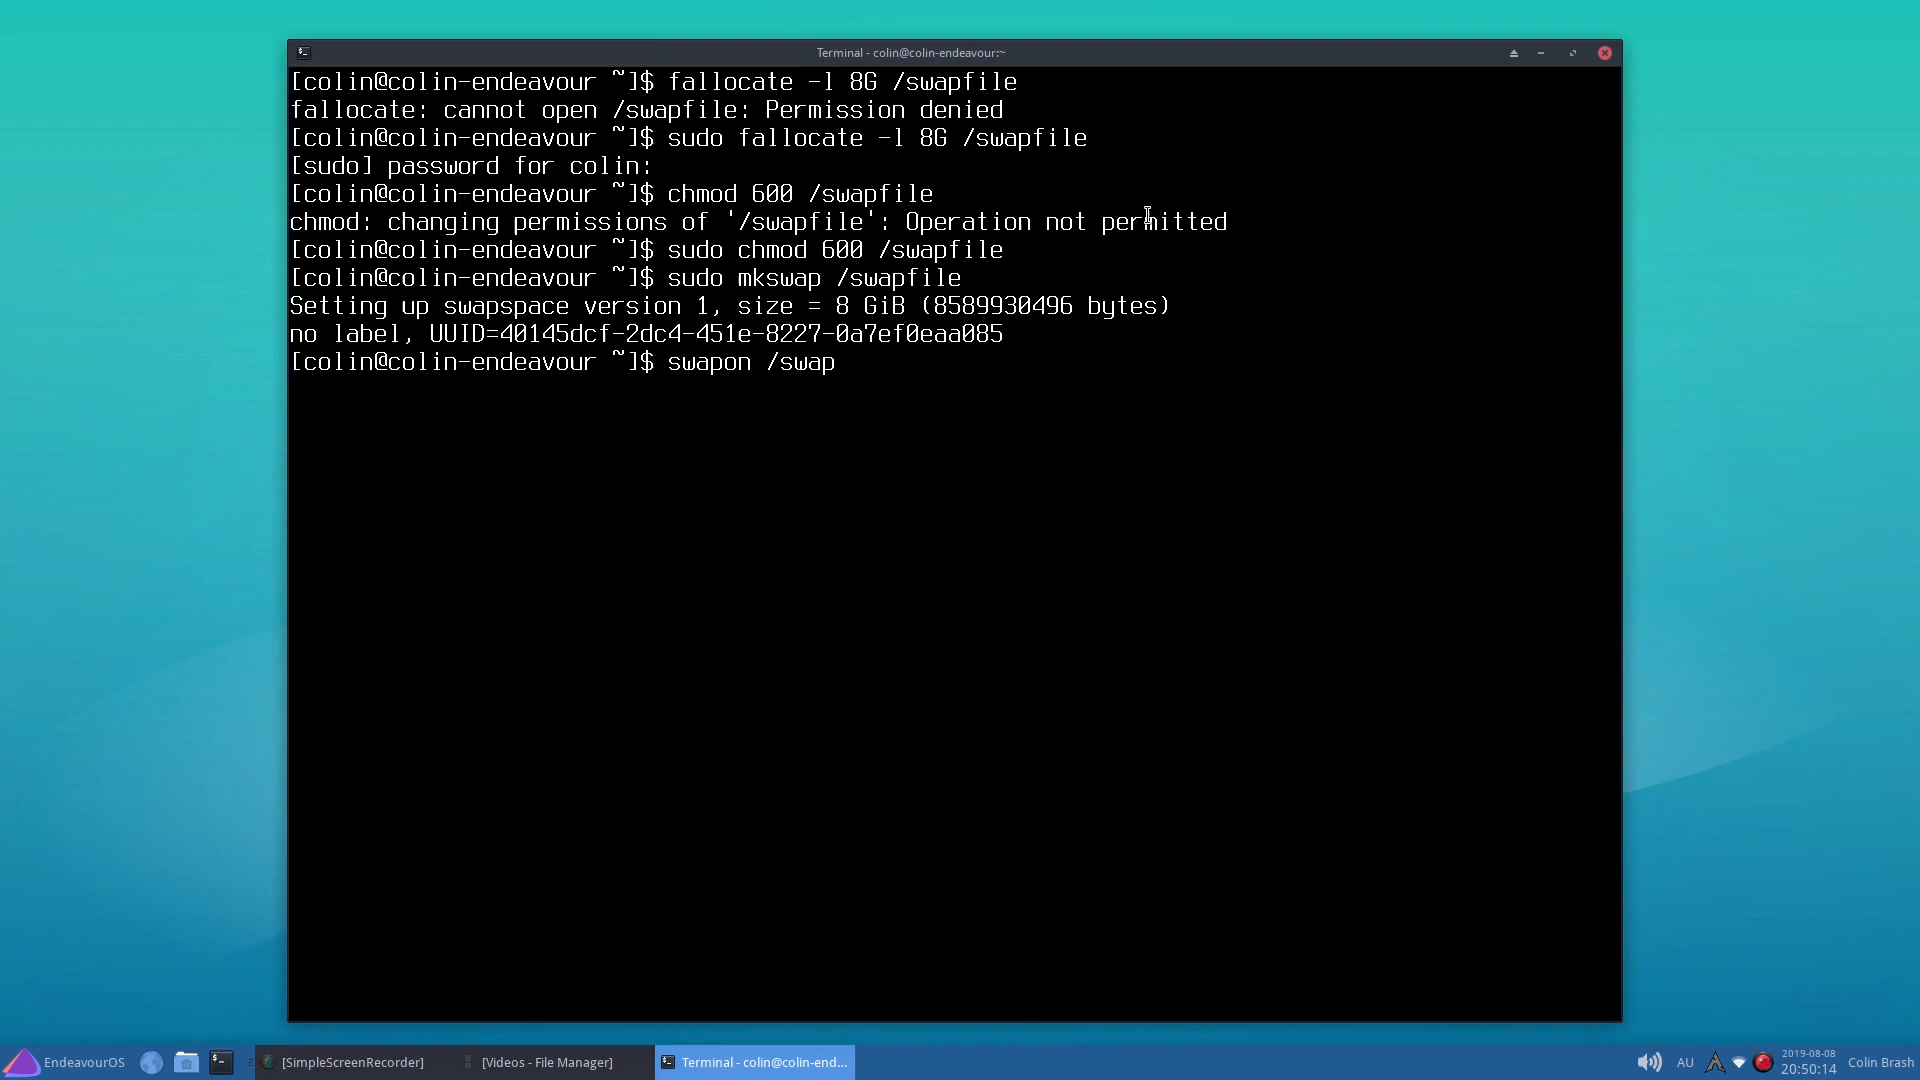 Terminal - colin@colin-endeavour:~
[colin@colin-endeavour ~]$ fallocate -l 8G /swapfile
fallocate: cannot open /swapfile: Permission denied
[colin@colin-endeavour ~]$ sudo fallocate -l 8G /swapfile
[sudo] password for colin:
[colin@colin-endeavour ~]$ chmod 600 /swapfile
chmod: changing permissions of '/swapfile': Operation not permitted
[colin@colin-endeavour ~]$ sudo chmod 600 /swapfile
[colin@colin-endeavour ~]$ sudo mkswap /swapfile
Setting up swapspace version 1, size = 8 GiB (8589930496 bytes)
no label, UUID=40145dcf-2dc4-451e-8227-0a7ef0eaa085
[colin@colin-endeavour ~]$ swapon /swap
EndeavourOS
[SimpleScreenRecorder]
[Videos - File Manager]
Terminal - colin@colin-end...
AU
2019-08-08
20:50:14
Colin Brash